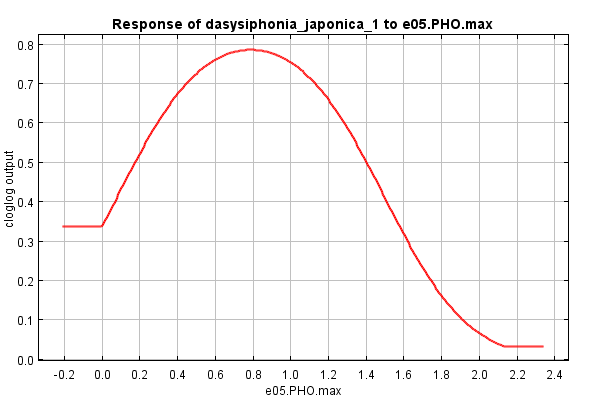 Response of dasysiphonia_japonica_1 to e05.PHO.max
cloglog output
0.8
0.7
0.6
0.5
0.4
0.3
0.2
0.1
0.0
-0.2 0.0 0.2 0.4 0.6 0.8 1.0 1.2 1.4 1.6 1.8 2.0 2.2 2.4
e05.PHO.max